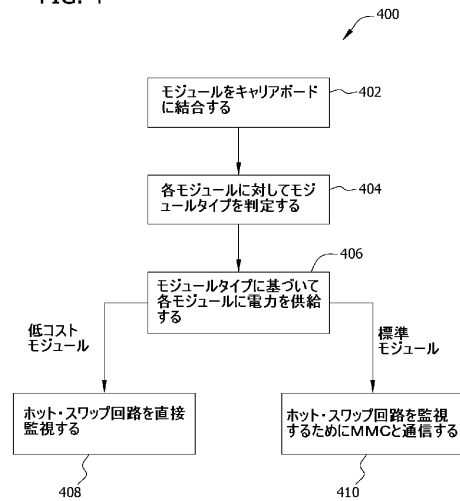 400
モジュールをキャリアボード
に結合する
402
各モジュールに対してモジ
ュールタイプを判定する
404
406
モジュールタイプに基づいて
各モジュールに電力を供給
する
低コスト
モジュール
標準
モジュール
ホット・スワップ回路を直接
監視する
408
ホット・スワップ回路を監視
するためにMMCと通信する
410